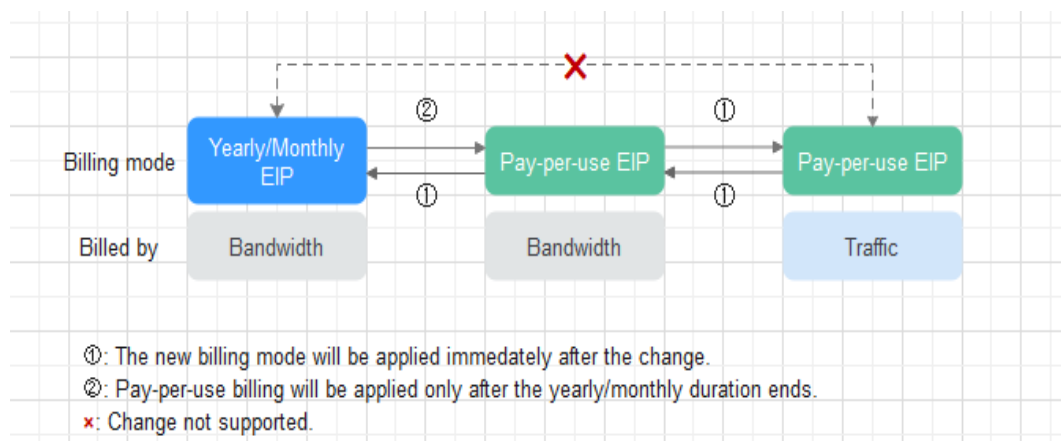 ②
①
Billing mode
Yearly/Monthly
EIP
Pay-per-use EIP
Pay-per-use EIP
①
①
Billed by
Bandwidth
Bandwidth
Traffic
①: The new billing mode will be applied immedately after the change.
②: Pay-per-use billing will be applied only after the yearly/monthly duration ends.
×: Change not supported.